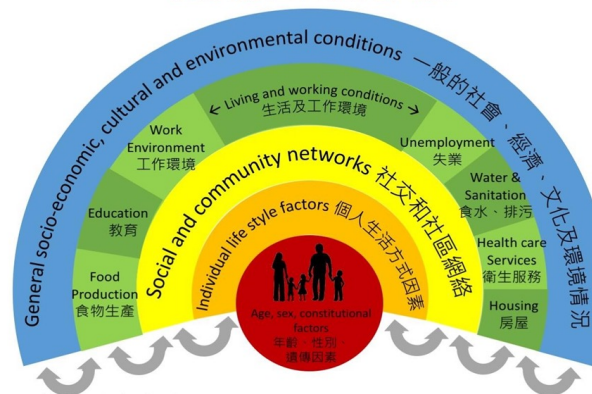 General socio-economic, cultural and environmental conditions 一般的社會、經濟、文化及環境情況
Living and working conditions
生活及工作環境
Work
Environment
工作環境
Education
教育
Food
Production
食物生產
Unemployment
失業
Water &
Sanitation
食水、排污
Health care
Services
衛生服務
Housing
房屋
Social and community networks 社交和社區網絡
Individual life style factors 個人生活方式因素
Age, sex, constitutional
factors
年齡、性別
遺傳因素